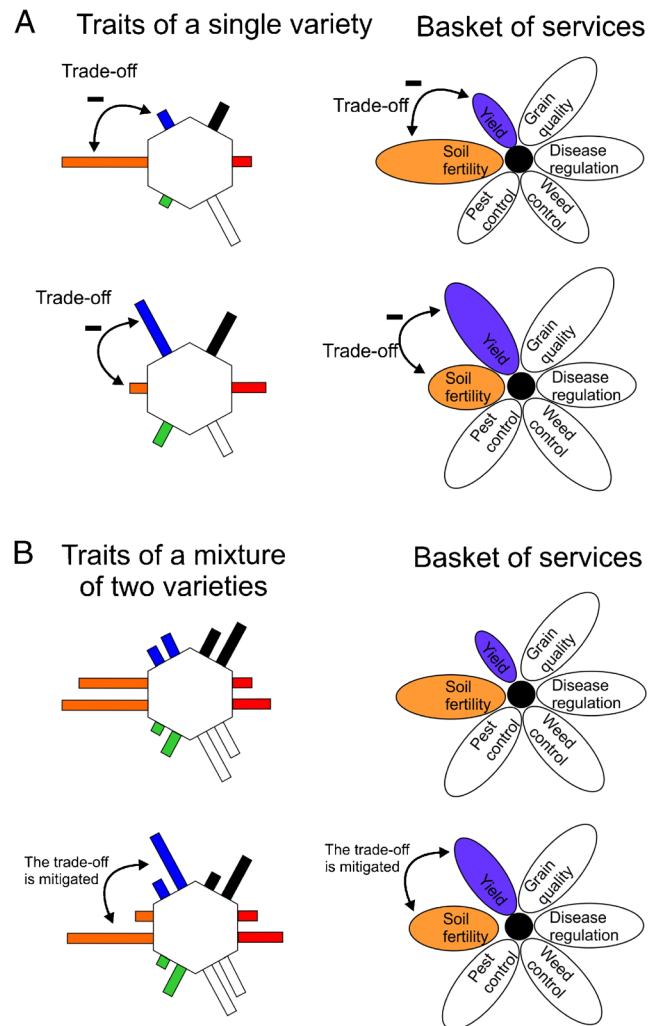 A
Traits of a single variety
Basket of services
Trade-off
Trade-off
Yield
Grain
quality
Soil
fertility
Disease
regulation
Pest
control
Weed
control
Trade-off
Trade-off
Yield
Grain
quality
Soil
fertility
Disease
regulation
Pest
control
Weed
control
B
Traits of a mixture
of two varieties
Basket of services
Yield
Grain
quality
Soil
fertility
Disease
regulation
Pest
control
Weed
control
The trade-off
is mitigated
The trade-off
is mitigated
Yield
Grain
quality
Soil
fertility
Disease
regulation
Pest
control
Weed
control